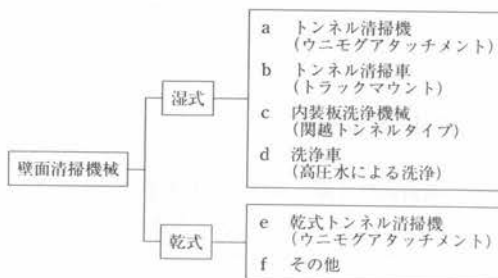 壁面清掃機械
湿式
a トンネル清掃機
(ウニモグアタッチメント)
b トンネル清掃車
(トラックマウント)
c 内装板洗浄機械
(関越トンネルタイプ)
d 洗浄車
(高圧水による洗浄)
乾式
e 乾式トンネル清掃機
(ウニモグアタッチメント)
f その他